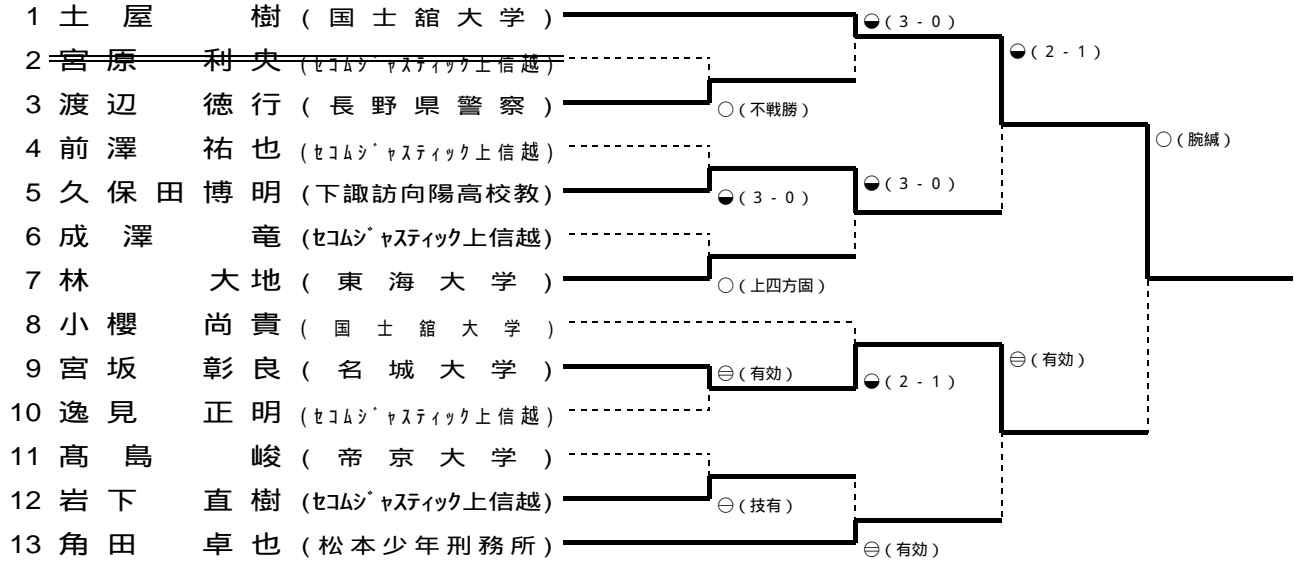 1 土屋 樹 (国士舘大学)
◒(3-0)
2 宮原 利央 (セコムジャスティック上信越)
◒(2-1)
3 渡辺 徳行 (長野県警察)
○(不戦勝)
4 前澤 祐也 (セコムジャスティック上信越)
○(腕緘)
5 久保田博明 (下諏訪向陽高校教)
◒(3-0)
◒(3-0)
6 成澤 竜 (セコムジャスティック上信越)
7 林 大地 (東海大学)
○(上四方固)
8 小櫻 尚貴 (国士舘大学)
9 宮坂 彰良 (名城大学)
⊖(有効)
◒(2-1)
⊖(有効)
10 逸見 正明 (セコムジャスティック上信越)
11 髙島 峻 (帝京大学)
12 岩下 直樹 (セコムジャスティック上信越)
⊖(技有)
13 角田 卓也 (松本少年刑務所)
⊖(有効)